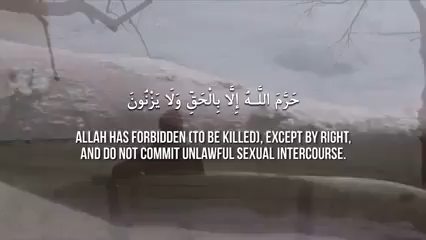 حَرَّمَ اللَّـهُ إِلَّا بِالْحَقِّ وَلَا يَزْنُونَ
ALLAH HAS FORBIDDEN (TO BE KILLED), EXCEPT BY RIGHT,
AND DO NOT COMMIT UNLAWFUL SEXUAL INTERCOURSE.